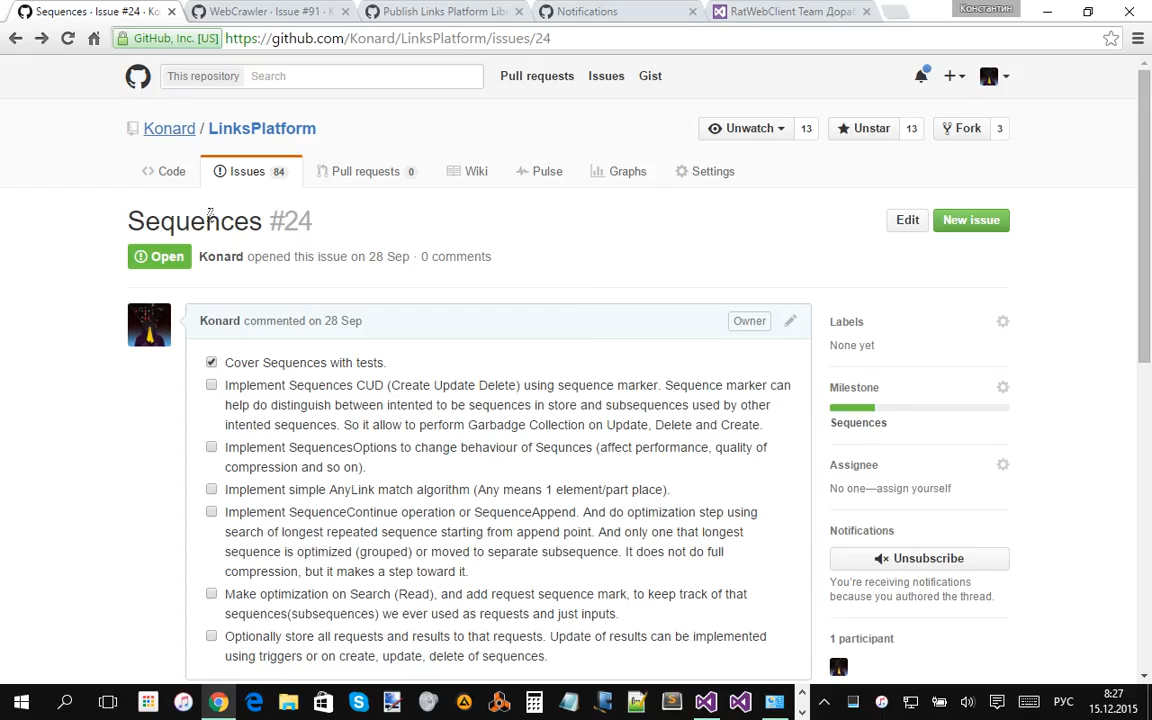 Sequences · Issue #24 · Ko
WebCrawler · Issue #91 · K
Publish Links Platform Libr
Notifications
RatWebClient Team Дорат
Константин
GitHub, Inc. [US]
https://github.com/Konard/LinksPlatform/issues/24
This repository
Search
Pull requests
Issues
Gist
Konard / LinksPlatform
Unwatch
13
Unstar
13
Fork
3
Code
Issues 84
Pull requests 0
Wiki
Pulse
Graphs
Settings
Sequences #24
Edit
New issue
Open
Konard opened this issue on 28 Sep · 0 comments
Konard commented on 28 Sep
Owner
Cover Sequences with tests.
Implement Sequences CUD (Create Update Delete) using sequence marker. Sequence marker can
help do distinguish between intented to be sequences in store and subsequences used by other
intented sequences. So it allow to perform Garbadge Collection on Update, Delete and Create.
Implement SequencesOptions to change behaviour of Sequnces (affect performance, quality of
compression and so on).
Implement simple AnyLink match algorithm (Any means 1 element/part place).
Implement SequenceContinue operation or SequenceAppend. And do optimization step using
search of longest repeated sequence starting from append point. And only one that longest
sequence is optimized (grouped) or moved to separate subsequence. It does not do full
compression, but it makes a step toward it.
Make optimization on Search (Read), and add request sequence mark, to keep track of that
sequences(subsequences) we ever used as requests and just inputs.
Optionally store all requests and results to that requests. Update of results can be implemented
using triggers or on create, update, delete of sequences.
Labels
None yet
Milestone
Sequences
Assignee
No one—assign yourself
Notifications
Unsubscribe
You're receiving notifications
because you authored the thread.
1 participant
РУС
8:27
15.12.2015